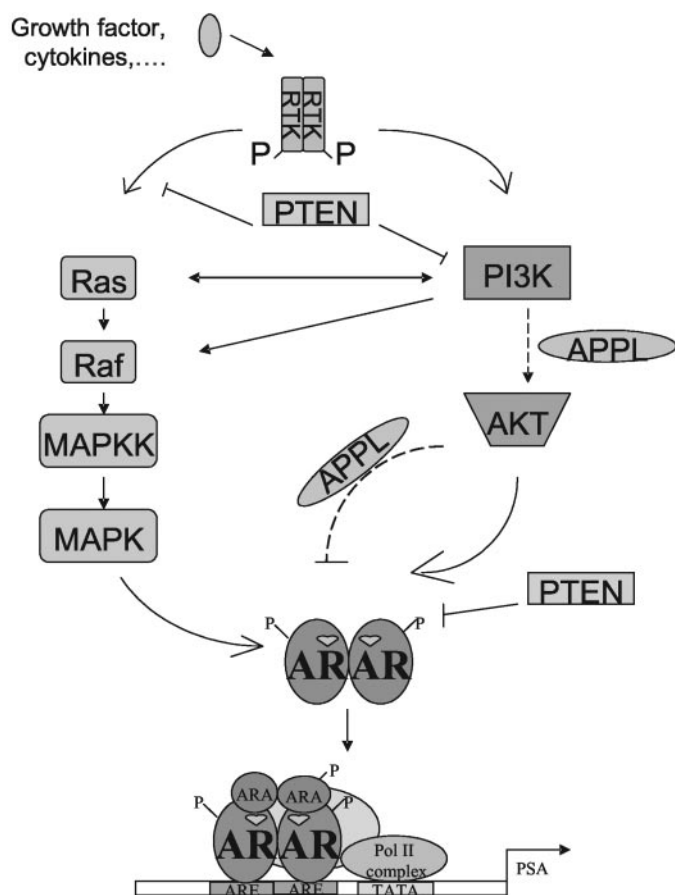 Growth factor,
cytokines,....
RTK
RTK
P
P
PTEN
Ras
PI3K
Raf
APPL
MAPKK
AKT
APPL
MAPK
PTEN
P
P
AR
AR
P
ARA
ARA
P
P
AR
AR
Pol II
complex
PSA
ARE
ARE
TATA